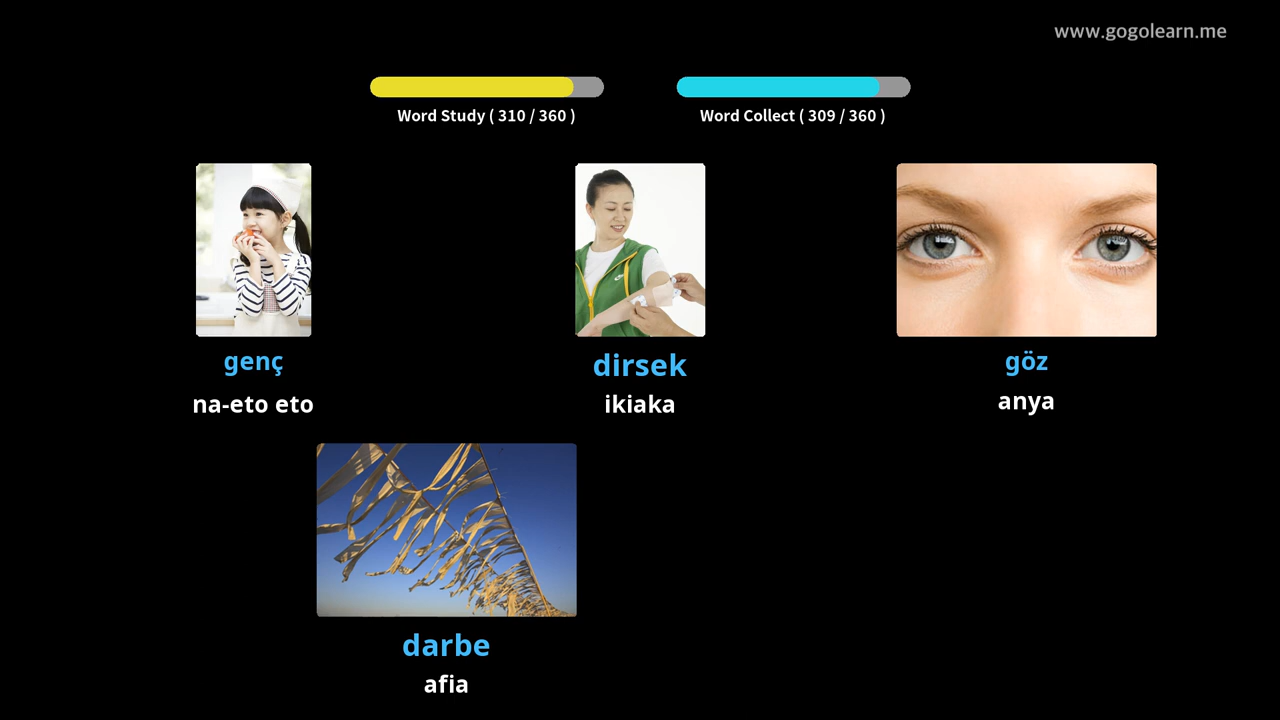 www.gogolearn.me
Word Study ( 310 / 360 )
Word Collect ( 309 / 360 )
genç
dirsek
göz
na-eto eto
ikiaka
anya
darbe
afia